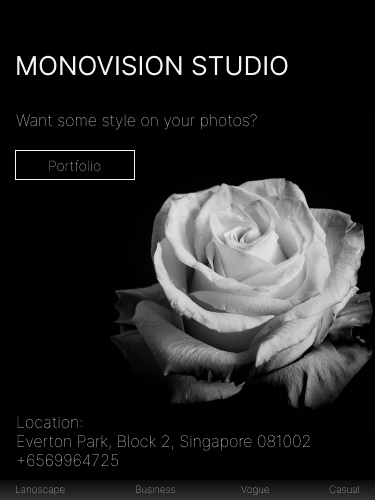 MONOVISION STUDIO
Want some style on your photos?
Portfolio
Location:
Everton Park, Block 2, Singapore 081002
+6569964725
Landscape Business Vogue Casual